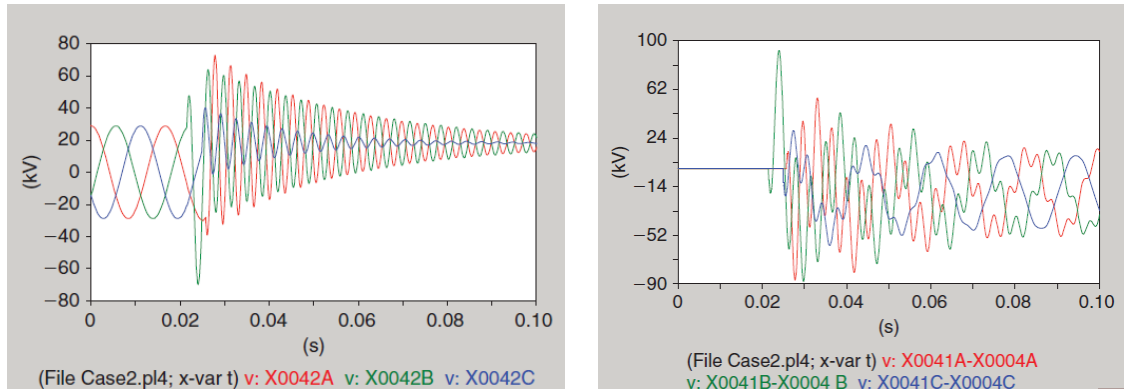 80
60
40
20
0
−20
−40
−60
−80
(kV)
0 0.02 0.04 0.06 0.08 0.10
(s)
(File Case2.pl4; x-var t) v: X0042A v: X0042B v: X0042C
100
62
24
−14
−52
−90
(kV)
0 0.02 0.04 0.06 0.08 0.10
(s)
(File Case2.pl4; x-var t) v: X0041A-X0004A
v: X0041B-X0004 B v: X0041C-X0004C